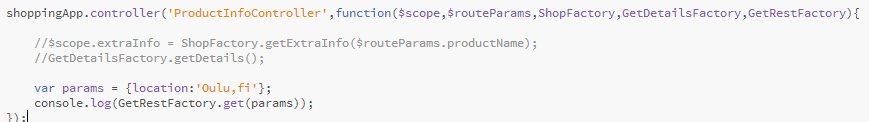 shoppingApp.controller('ProductInfoController',function($scope,$routeParams,ShopFactory,GetDetailsFactory,GetRestFactory){
//$scope.extraInfo = ShopFactory.getExtraInfo($routeParams.productName);
//GetDetailsFactory.getDetails();
var params = {location:'Oulu,fi'};
console.log(GetRestFactory.get(params));
});